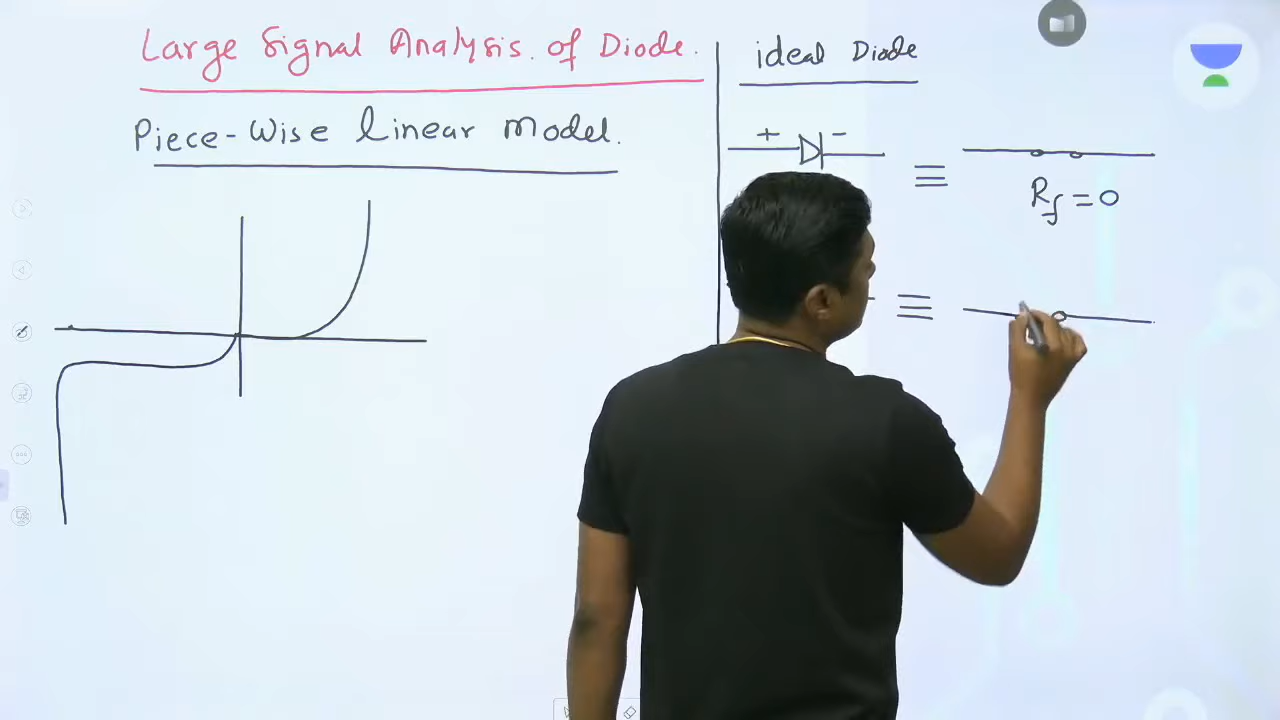 Large Signal Analysis of Diode.
Piece-Wise linear Model.
ideal Diode
+ -
≡
Rf = 0
≡